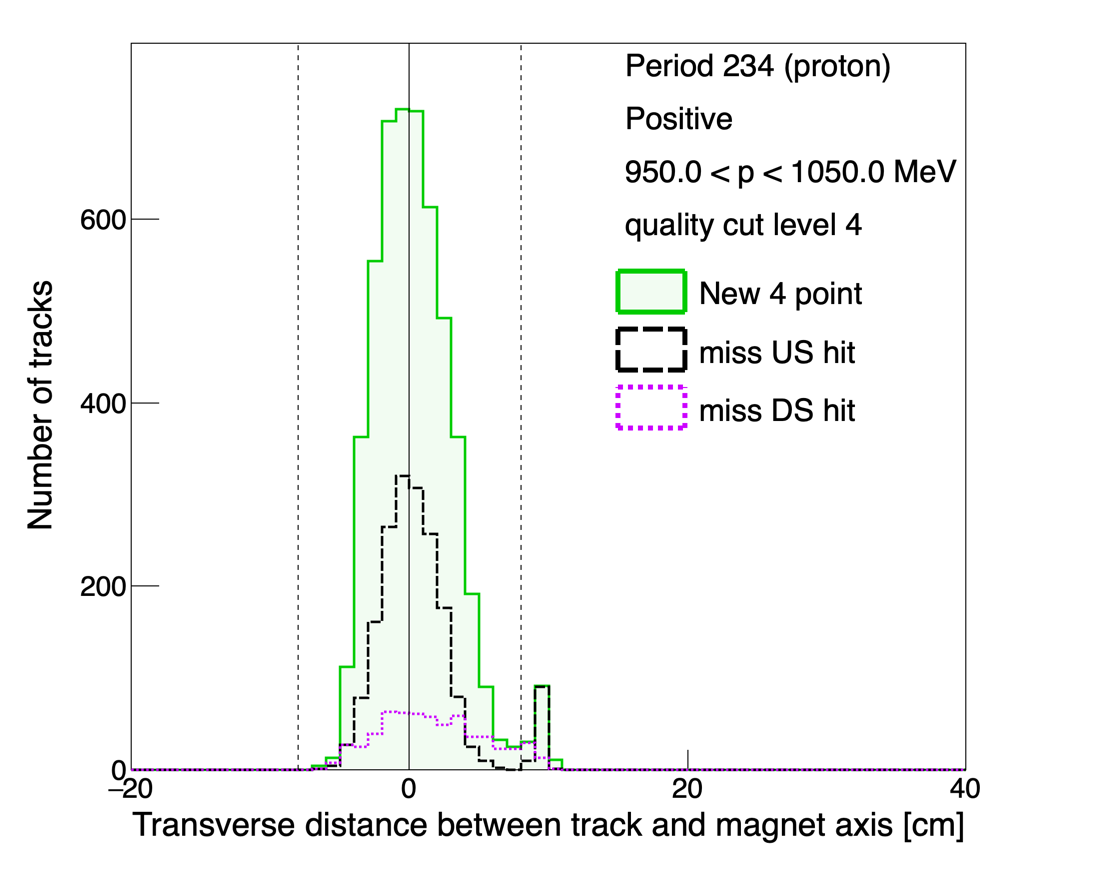 Period 234 (proton)
Positive
950.0 < p < 1050.0 MeV
quality cut level 4
New 4 point
miss US hit
miss DS hit
Number of tracks
600
400
200
0
−20
0
20
40
Transverse distance between track and magnet axis [cm]